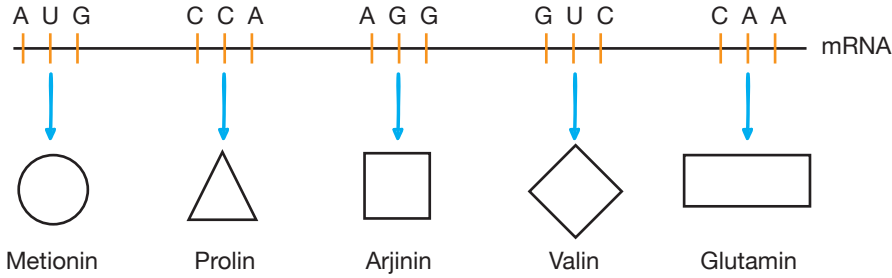 A U G C C A A G G G U C C A A
mRNA
Metionin Prolin Arjinin Valin Glutamin